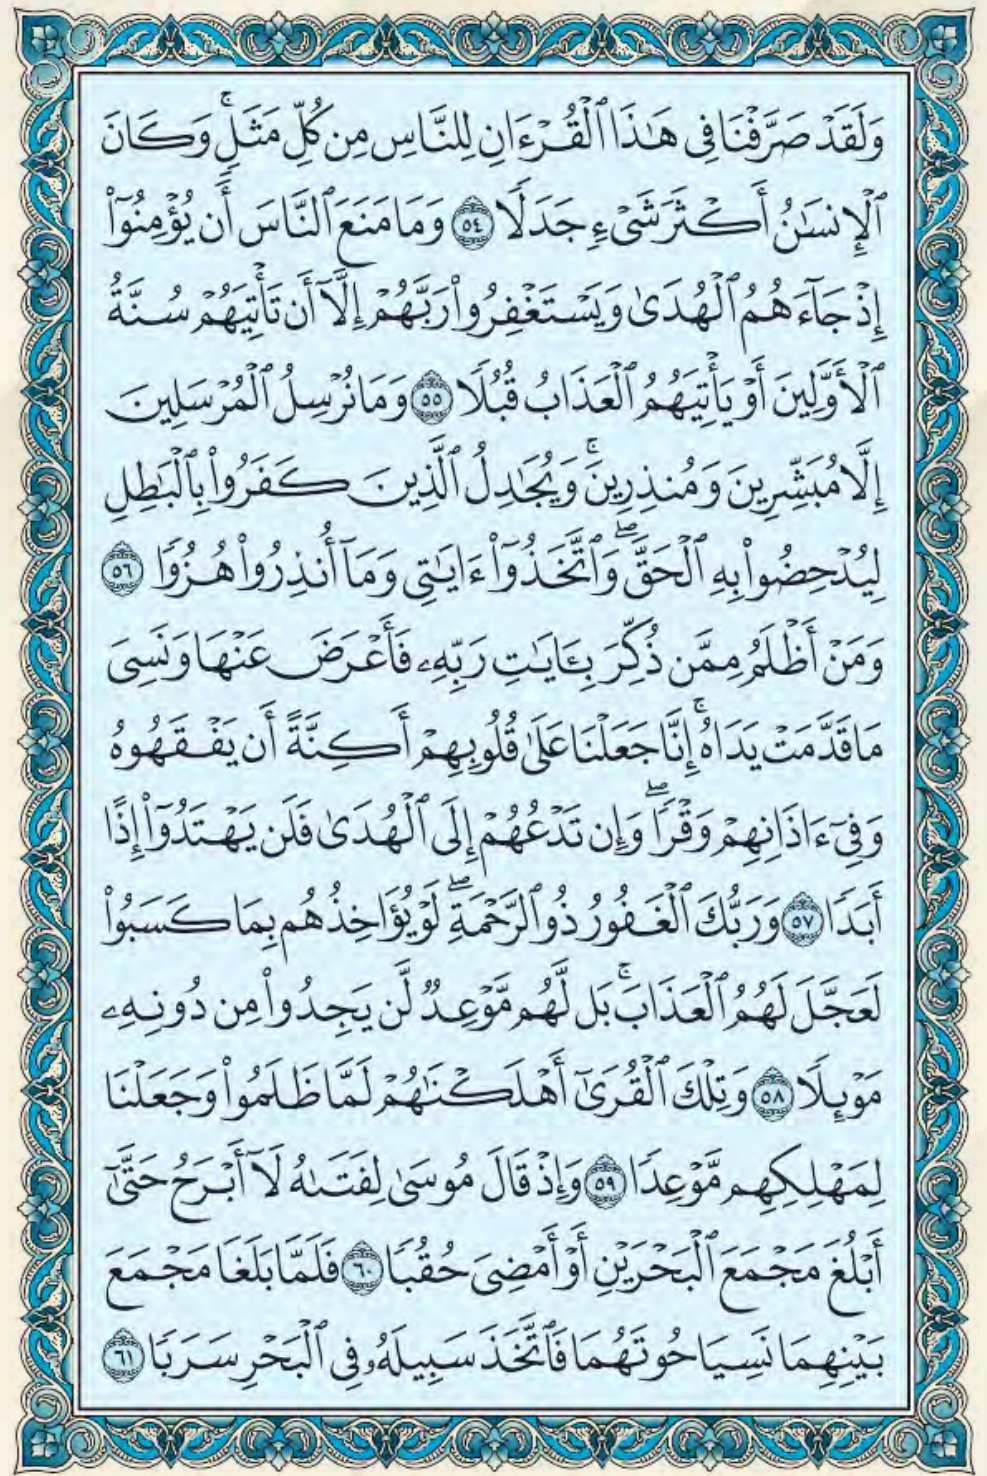 وَلَقَدْ صَرَّفْنَا فِى هَٰذَا ٱلْقُرْءَانِ لِلنَّاسِ مِن كُلِّ مَثَلٍۚ وَكَانَ
ٱلْإِنسَٰنُ أَكْثَرَ شَىْءٍ جَدَلًا ٥٤ وَمَا مَنَعَ ٱلنَّاسَ أَن يُؤْمِنُوٓا۟
إِذْ جَآءَهُمُ ٱلْهُدَىٰ وَيَسْتَغْفِرُوا۟ رَبَّهُمْ إِلَّآ أَن تَأْتِيَهُمْ سُنَّةُ
ٱلْأَوَّلِينَ أَوْ يَأْتِيَهُمُ ٱلْعَذَابُ قُبُلًا ٥٥ وَمَا نُرْسِلُ ٱلْمُرْسَلِينَ
إِلَّا مُبَشِّرِينَ وَمُنذِرِينَۚ وَيُجَٰدِلُ ٱلَّذِينَ كَفَرُوا۟ بِٱلْبَٰطِلِ
لِيُدْحِضُوا۟ بِهِ ٱلْحَقَّۖ وَٱتَّخَذُوٓا۟ ءَايَٰتِى وَمَآ أُنذِرُوا۟ هُزُوًا ٥٦
وَمَنْ أَظْلَمُ مِمَّن ذُكِّرَ بِـَٔايَٰتِ رَبِّهِۦ فَأَعْرَضَ عَنْهَا وَنَسِىَ
مَا قَدَّمَتْ يَدَاهُۚ إِنَّا جَعَلْنَا عَلَىٰ قُلُوبِهِمْ أَكِنَّةً أَن يَفْقَهُوهُ
وَفِىٓ ءَاذَانِهِمْ وَقْرًاۖ وَإِن تَدْعُهُمْ إِلَى ٱلْهُدَىٰ فَلَن يَهْتَدُوٓا۟ إِذًا
أَبَدًا ٥٧ وَرَبُّكَ ٱلْغَفُورُ ذُو ٱلرَّحْمَةِۖ لَوْ يُؤَاخِذُهُم بِمَا كَسَبُوا۟
لَعَجَّلَ لَهُمُ ٱلْعَذَابَۚ بَل لَّهُم مَّوْعِدٌ لَّن يَجِدُوا۟ مِن دُونِهِۦ
مَوْئِلًا ٥٨ وَتِلْكَ ٱلْقُرَىٰٓ أَهْلَكْنَٰهُمْ لَمَّا ظَلَمُوا۟ وَجَعَلْنَا
لِمَهْلِكِهِم مَّوْعِدًا ٥٩ وَإِذْ قَالَ مُوسَىٰ لِفَتَىٰهُ لَآ أَبْرَحُ حَتَّىٰٓ
أَبْلُغَ مَجْمَعَ ٱلْبَحْرَيْنِ أَوْ أَمْضِىَ حُقُبًا ٦٠ فَلَمَّا بَلَغَا مَجْمَعَ
بَيْنِهِمَا نَسِيَا حُوتَهُمَا فَٱتَّخَذَ سَبِيلَهُۥ فِى ٱلْبَحْرِ سَرَبًا ٦١